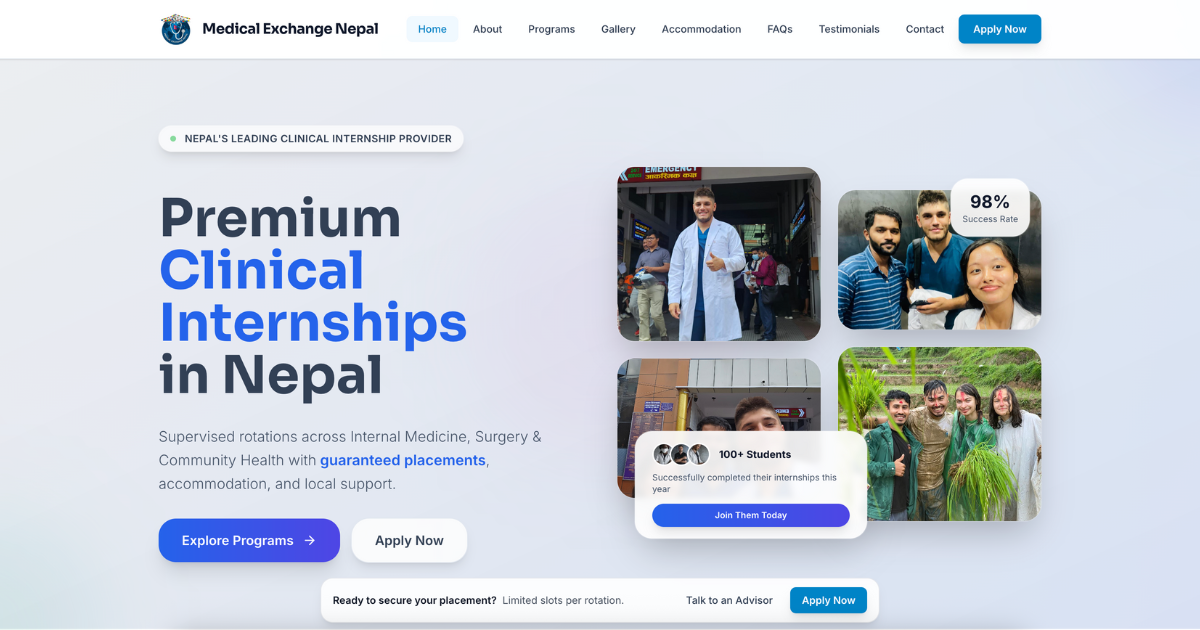 Medical Exchange Nepal
Home
About
Programs
Gallery
Accommodation
FAQs
Testimonials
Contact
Apply Now
NEPAL'S LEADING CLINICAL INTERNSHIP PROVIDER
Premium
Clinical
Internships
in Nepal
Supervised rotations across Internal Medicine, Surgery &
Community Health with guaranteed placements,
accommodation, and local support.
Explore Programs
Apply Now
EMERGENCY
आकस्मिक कक्ष
98%
Success Rate
100+ Students
Successfully completed their internships this
year
Join Them Today
Ready to secure your placement? Limited slots per rotation.
Talk to an Advisor
Apply Now